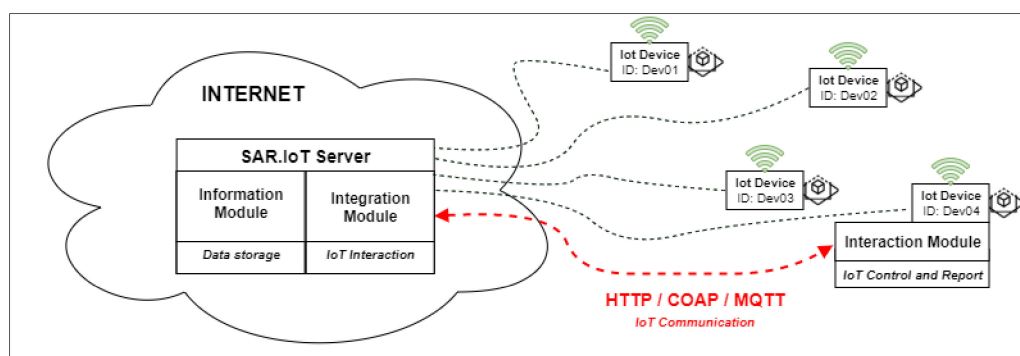 INTERNET
SAR.IoT Server
Information
Module
Data storage
Integration
Module
IoT Interaction
Iot Device
ID: Dev01
Iot Device
ID: Dev02
Iot Device
ID: Dev03
Iot Device
ID: Dev04
Interaction Module
IoT Control and Report
HTTP / COAP / MQTT
IoT Communication